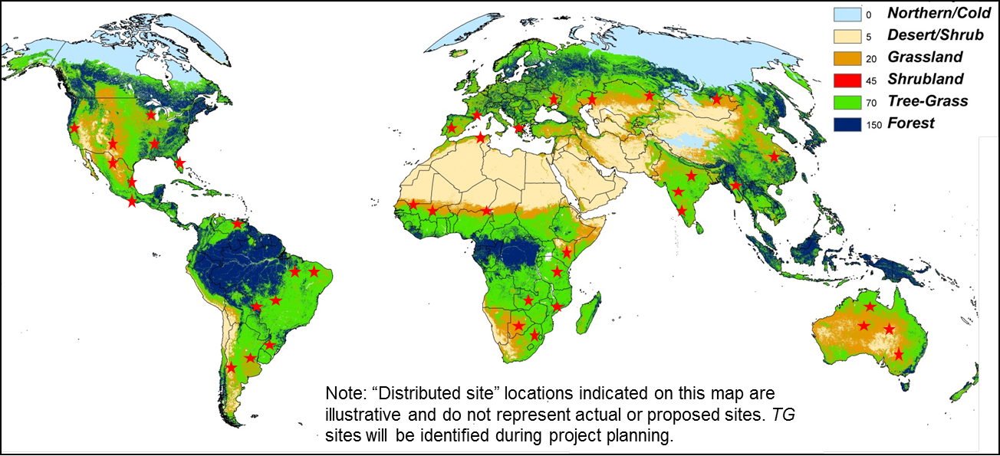 0 Northern/Cold
5 Desert/Shrub
20 Grassland
45 Shrubland
70 Tree-Grass
150 Forest
Note: “Distributed site” locations indicated on this map are
illustrative and do not represent actual or proposed sites. TG
sites will be identified during project planning.